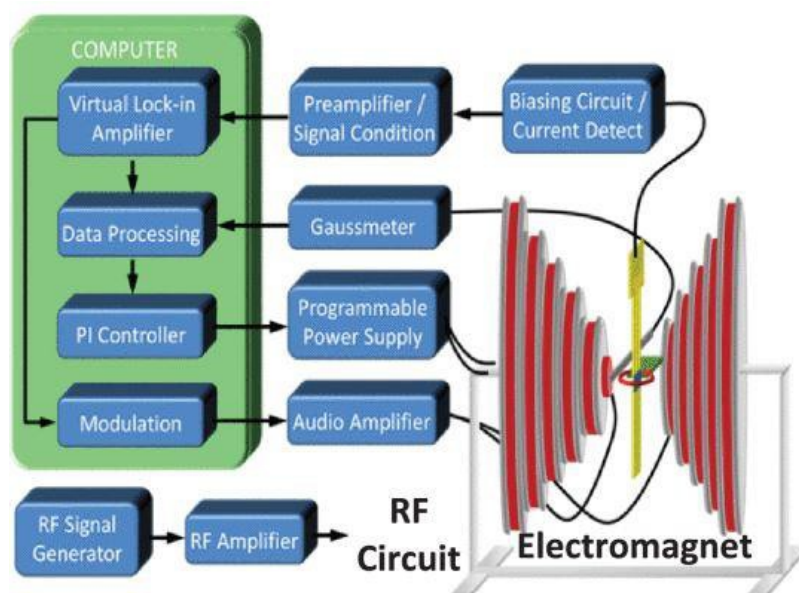 COMPUTER
Virtual Lock-in
Amplifier
Preamplifier /
Signal Condition
Biasing Circuit /
Current Detect
Data Processing
Gaussmeter
PI Controller
Programmable
Power Supply
Modulation
Audio Amplifier
RF Signal
Generator
RF Amplifier
RF
Circuit
Electromagnet